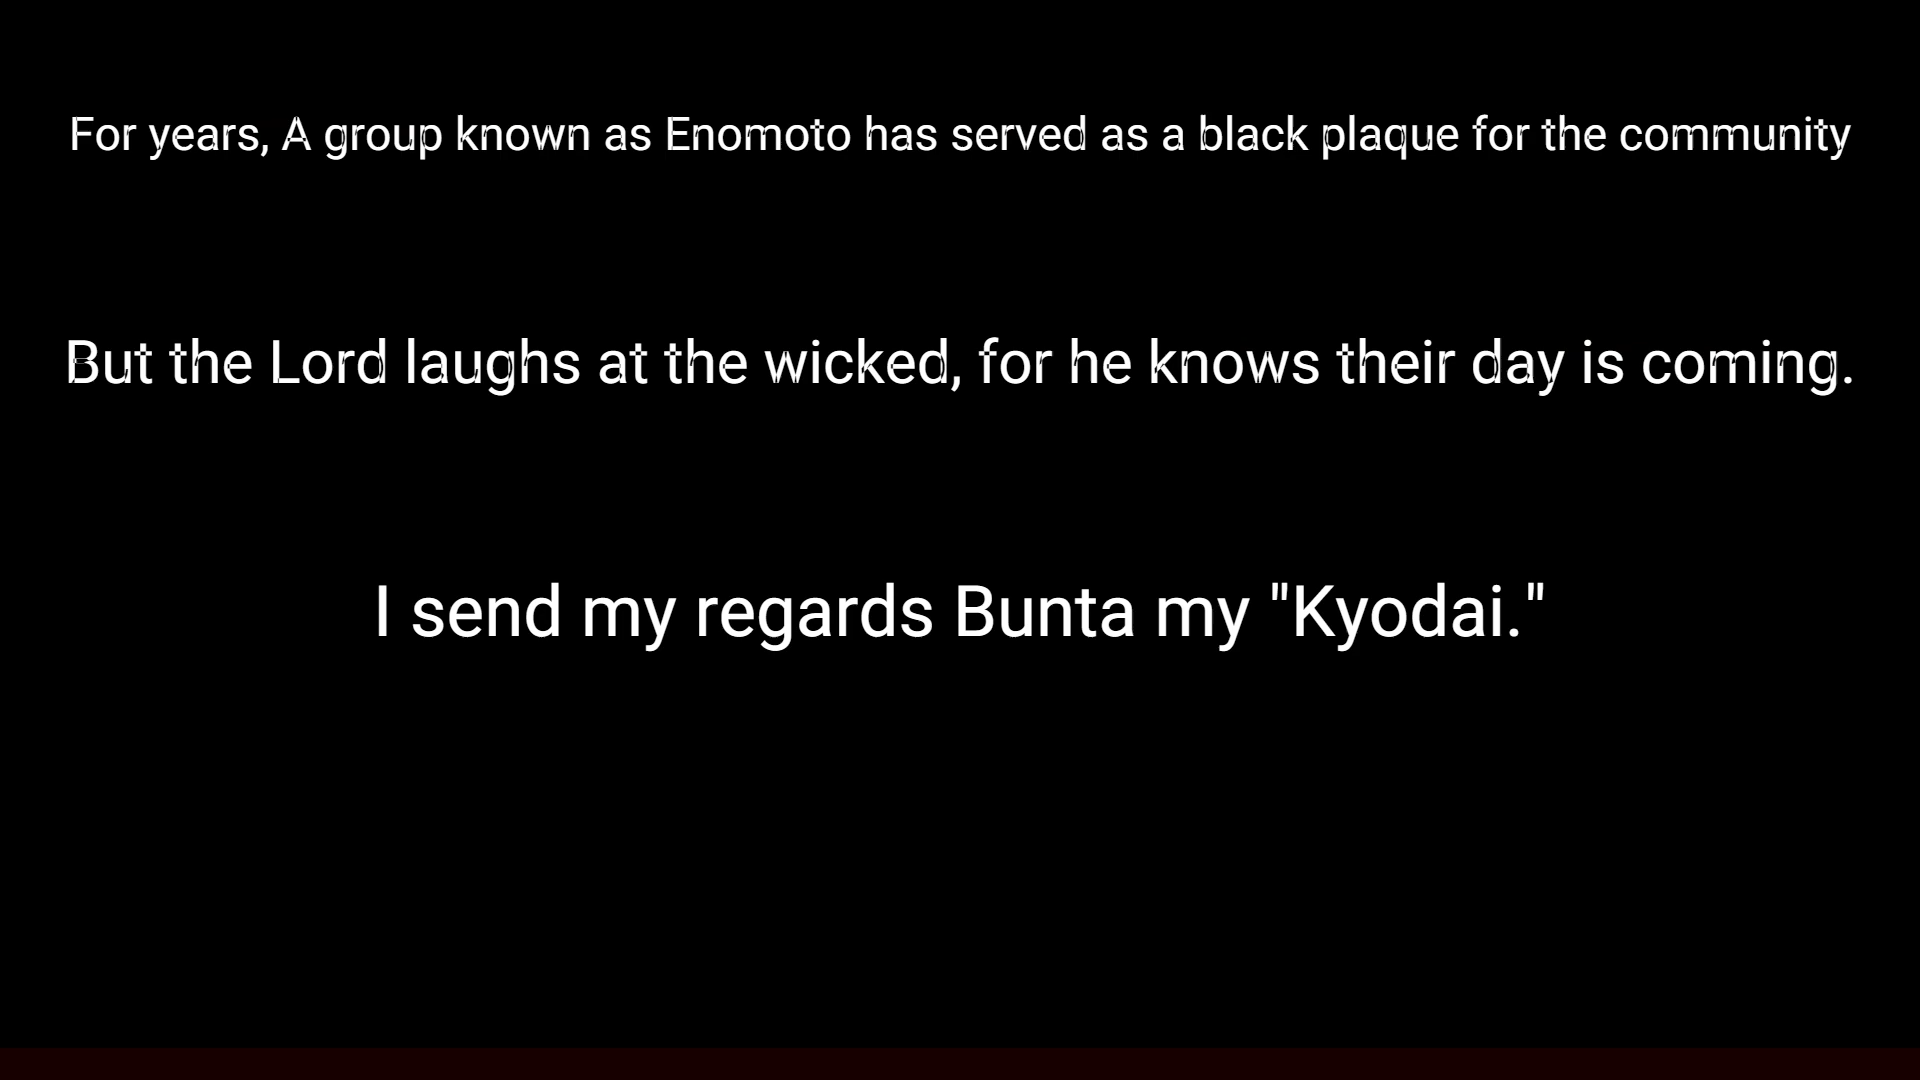 For years, A group known as Enomoto has served as a black plaque for the community
But the Lord laughs at the wicked, for he knows their day is coming.
I send my regards Bunta my "Kyodai."